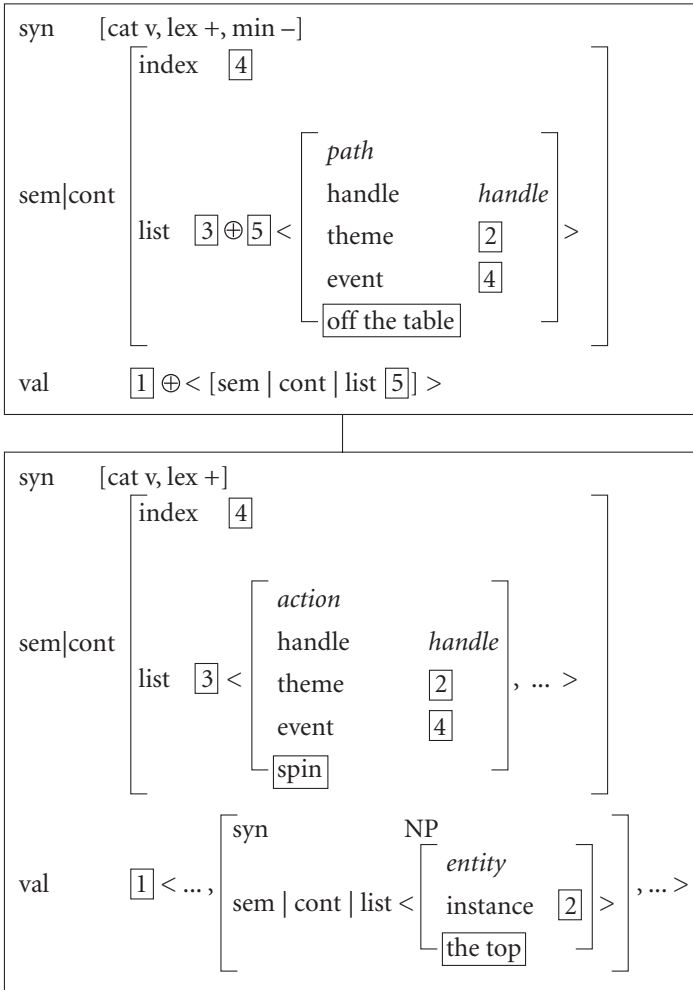 syn [cat v, lex +, min –]
index 4
path
handle handle
sem|cont
list 3 ⊕ 5 < theme 2 >
event 4
off the table
val 1 ⊕ < [sem | cont | list 5] >
syn [cat v, lex +]
index 4
action
handle handle
sem|cont
list 3 < theme 2 , ... >
event 4
spin
syn NP
entity
val 1 < ... , sem | cont | list < instance 2 > , ... >
the top